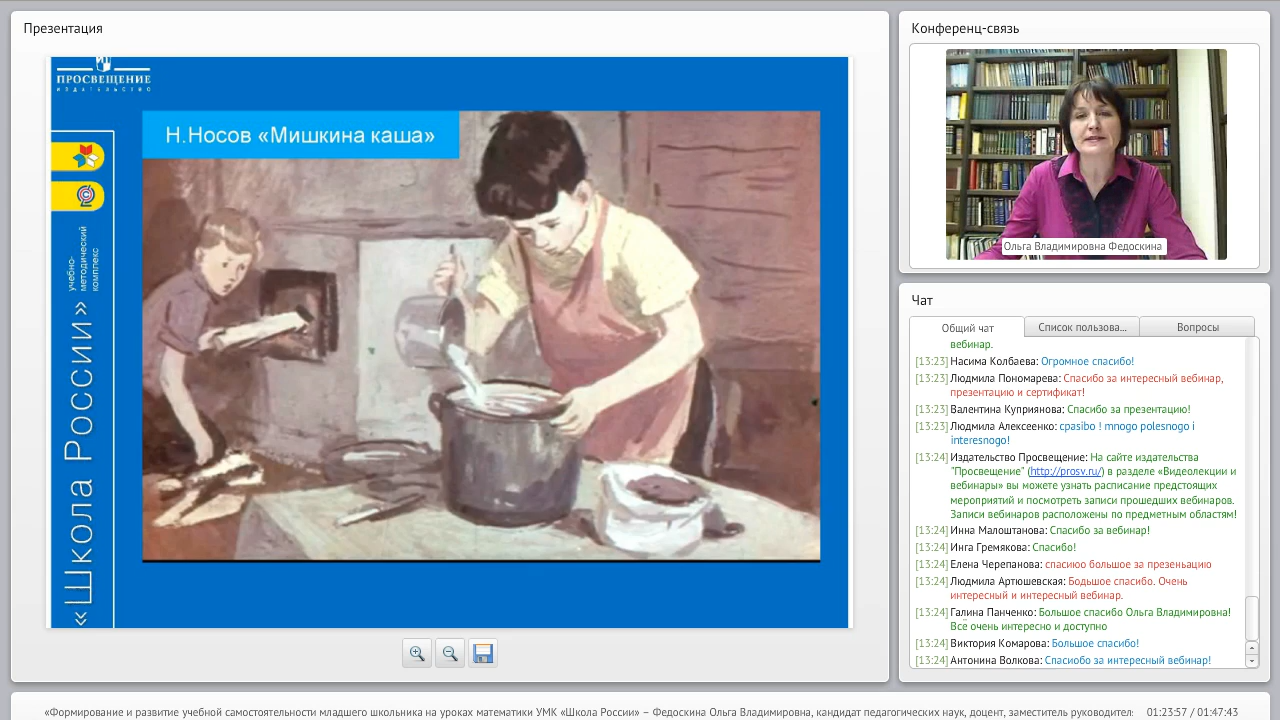 Презентация
ПРОСВЕЩЕНИЕ
ИЗДАТЕЛЬСТВО
Н.Носов «Мишкина каша»
«Школа России»
учебно-
методический
комплекс
Конференц-связь
Ольга Владимировна Федоскина
Чат
Общий чат
Список пользова...
Вопросы
вебинар.
[13:23] Насима Колбаева: Огромное спасибо!
[13:23] Людмила Пономарева: Спасибо за интересный вебинар,
презентацию и сертификат!
[13:23] Валентина Куприянова: Спасибо за презентацию!
[13:23] Людмила Алексеенко: cpasibo ! mnogo polesnogo i
interesnogo!
[13:24] Издательство Просвещение: На сайте издательства
"Просвещение" (http://prosv.ru/) в разделе «Видеолекции и
вебинары» вы можете узнать расписание предстоящих
мероприятий и посмотреть записи прошедших вебинаров.
Записи вебинаров расположены по предметным областям!
[13:24] Инна Малоштанова: Спасибо за вебинар!
[13:24] Инга Гремякова: Спасибо!
[13:24] Елена Черепанова: спасиюо большое за презеньацию
[13:24] Людмила Артюшевская: Бодьшое спасибо. Очень
интересный и интересный вебинар.
[13:24] Галина Панченко: Большое спасибо Ольга Владимировна!
Всё очень интересно и доступно
[13:24] Виктория Комарова: Большое спасибо!
[13:24] Антонина Волкова: Спасиобо за интересный вебинар!
«Формирование и развитие учебной самостоятельности младшего школьника на уроках математики УМК «Школа России» – Федоскина Ольга Владимировна, кандидат педагогических наук, доцент, заместитель руководител
01:23:57 / 01:47:43